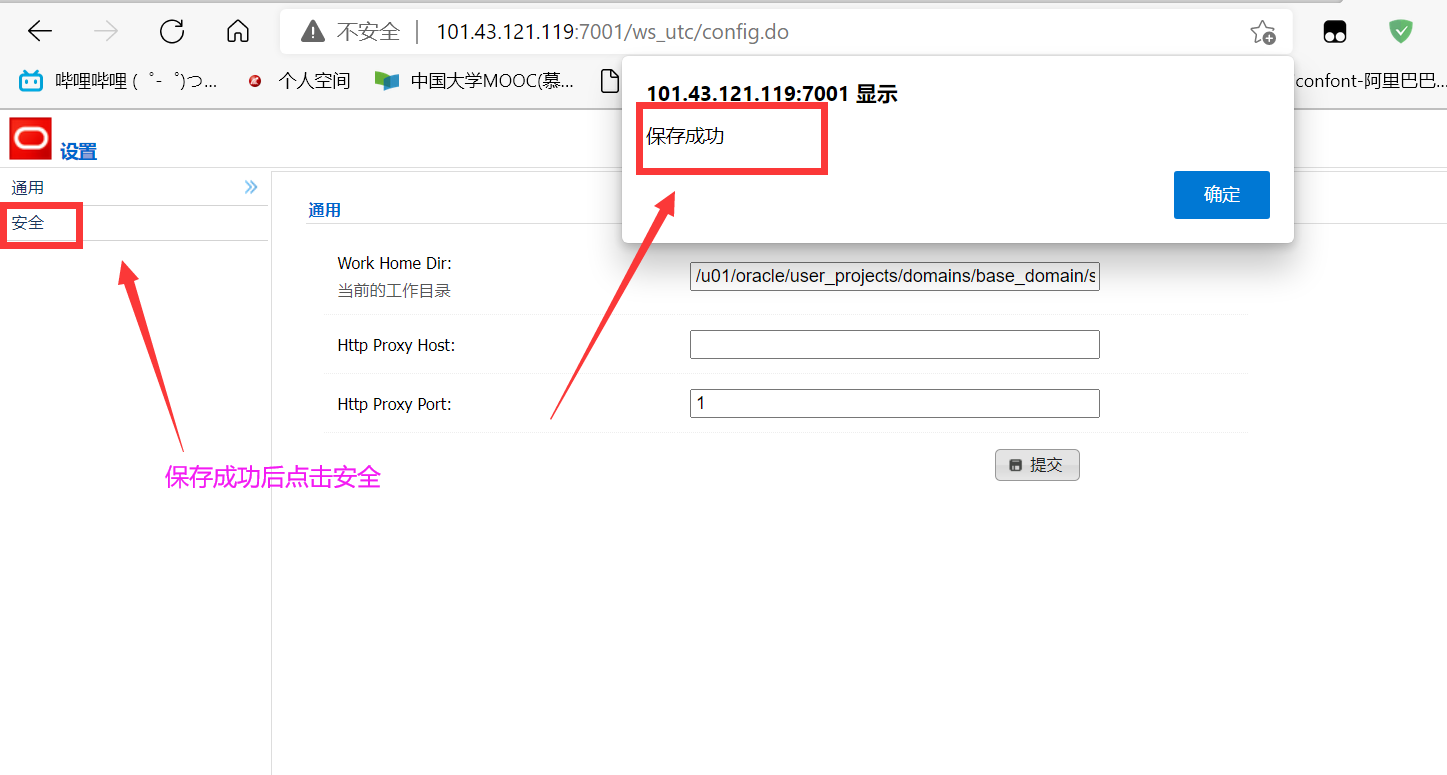 不安全 101.43.121.119:7001/ws_utc/config.do
哔哩哔哩 ( ゜- ゜)つ... 个人空间 中国大学MOOC(慕... confont-阿里巴巴...
101.43.121.119:7001 显示
保存成功
确定
设置
通用
安全
通用
Work Home Dir:
当前的工作目录
/u01/oracle/user_projects/domains/base_domain/s
Http Proxy Host:
Http Proxy Port:
1
提交
保存成功后点击安全